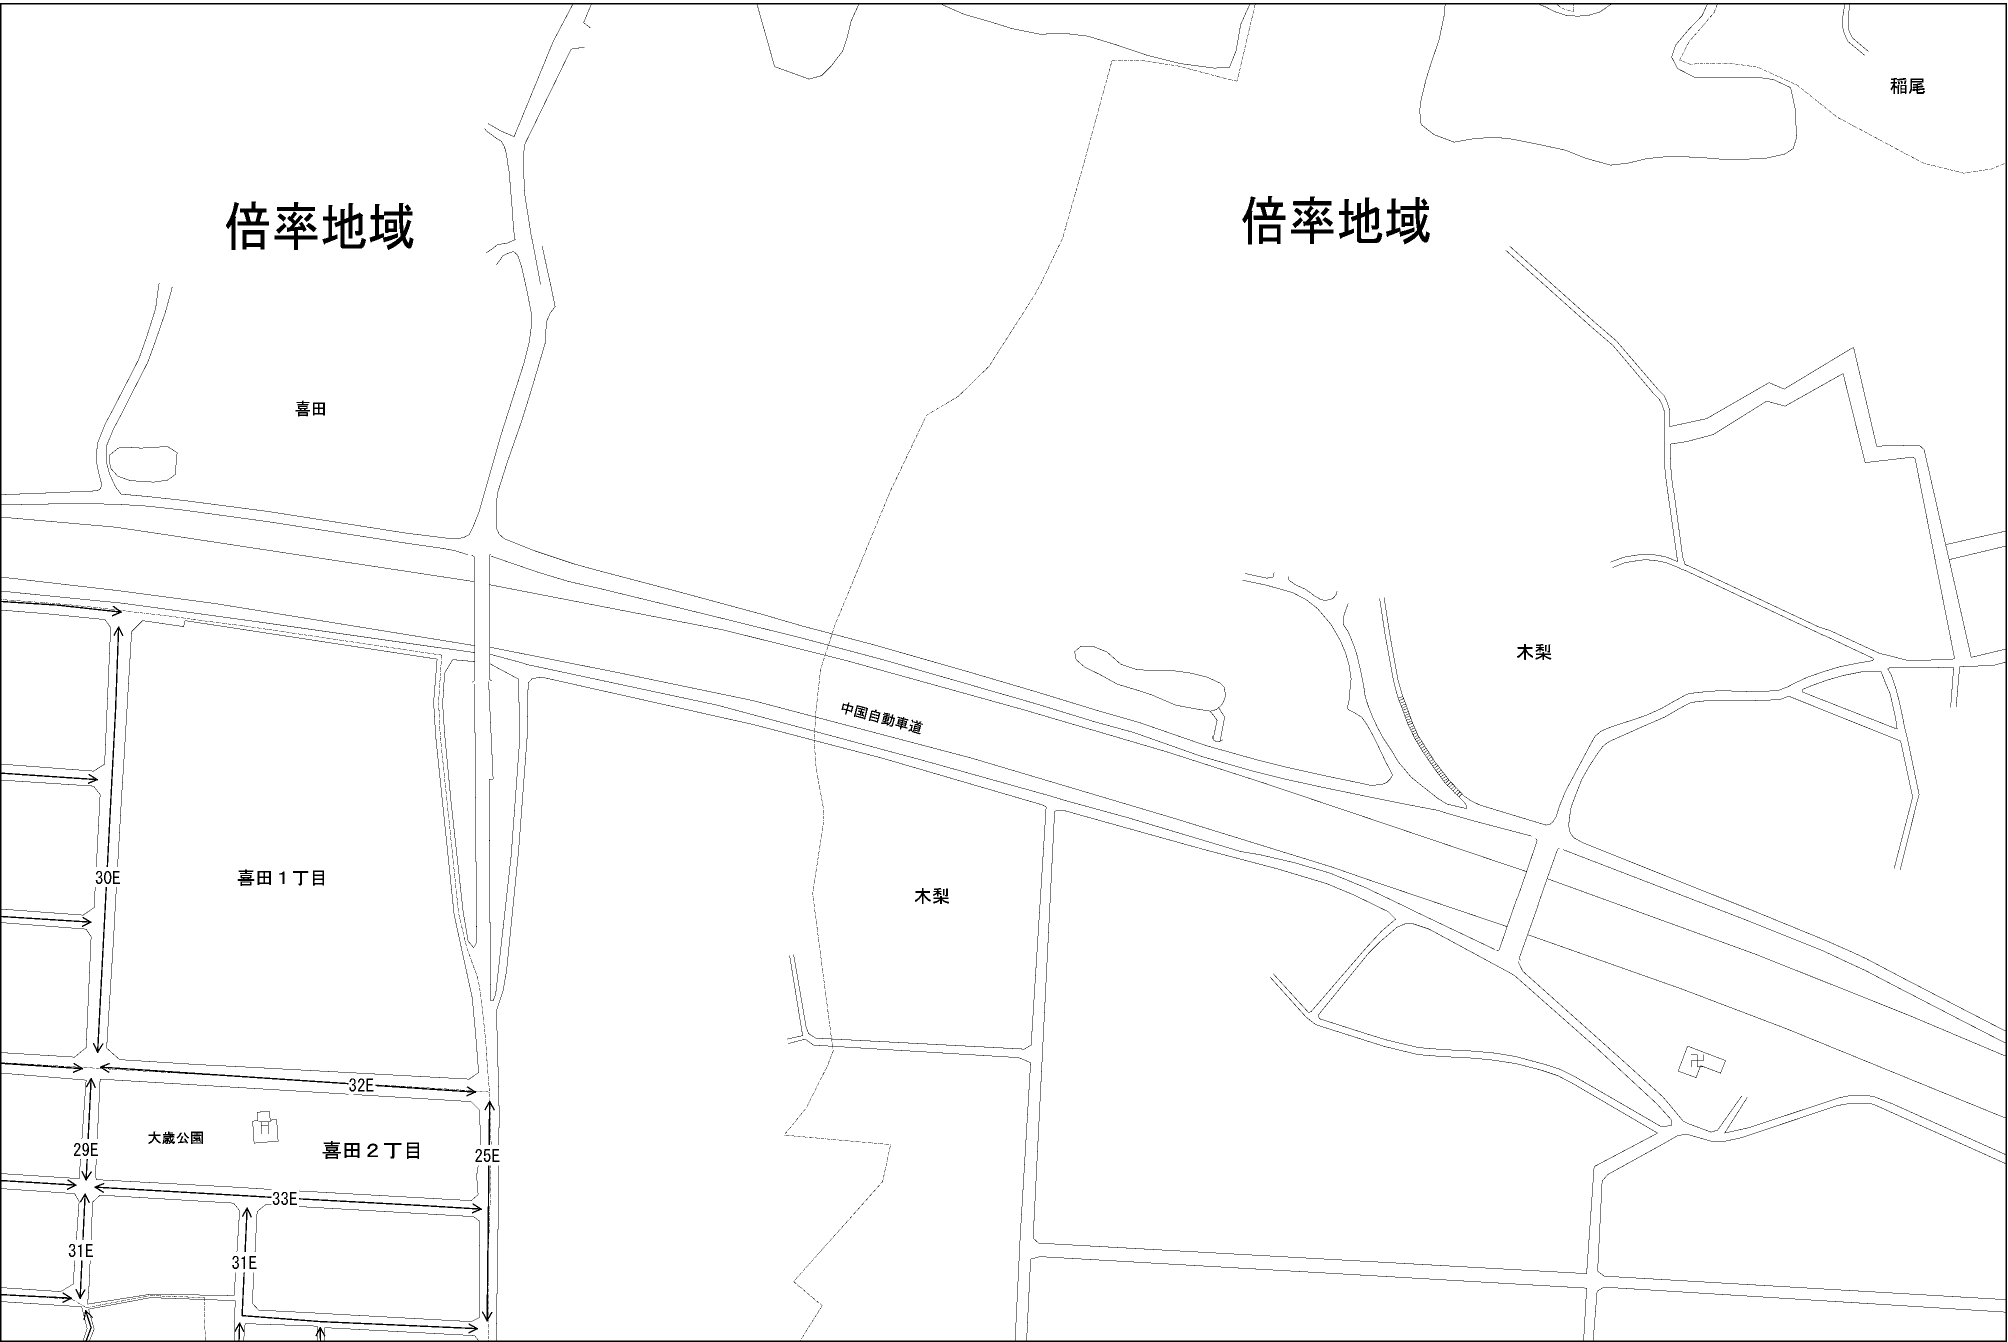 稲尾
倍率地域
倍率地域
喜田
木梨
中国自動車道
30E
喜田1丁目
木梨
32E
大歳公園
29E
喜田2丁目
25E
33E
31E
31E